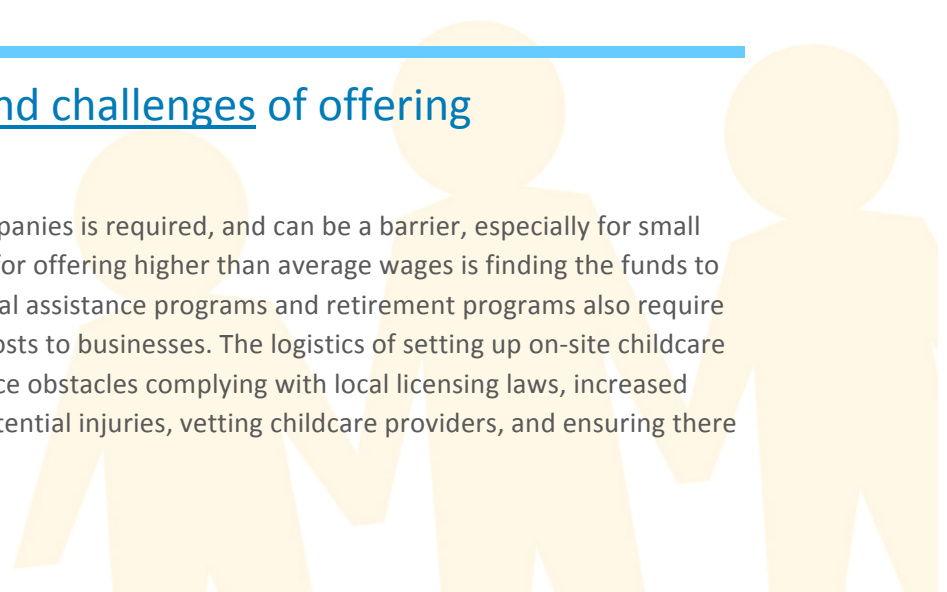 nd challenges of offering
panies is required, and can be a barrier, especially for small
for offering higher than average wages is finding the funds to
al assistance programs and retirement programs also require
osts to businesses. The logistics of setting up on-site childcare
ce obstacles complying with local licensing laws, increased
tential injuries, vetting childcare providers, and ensuring there